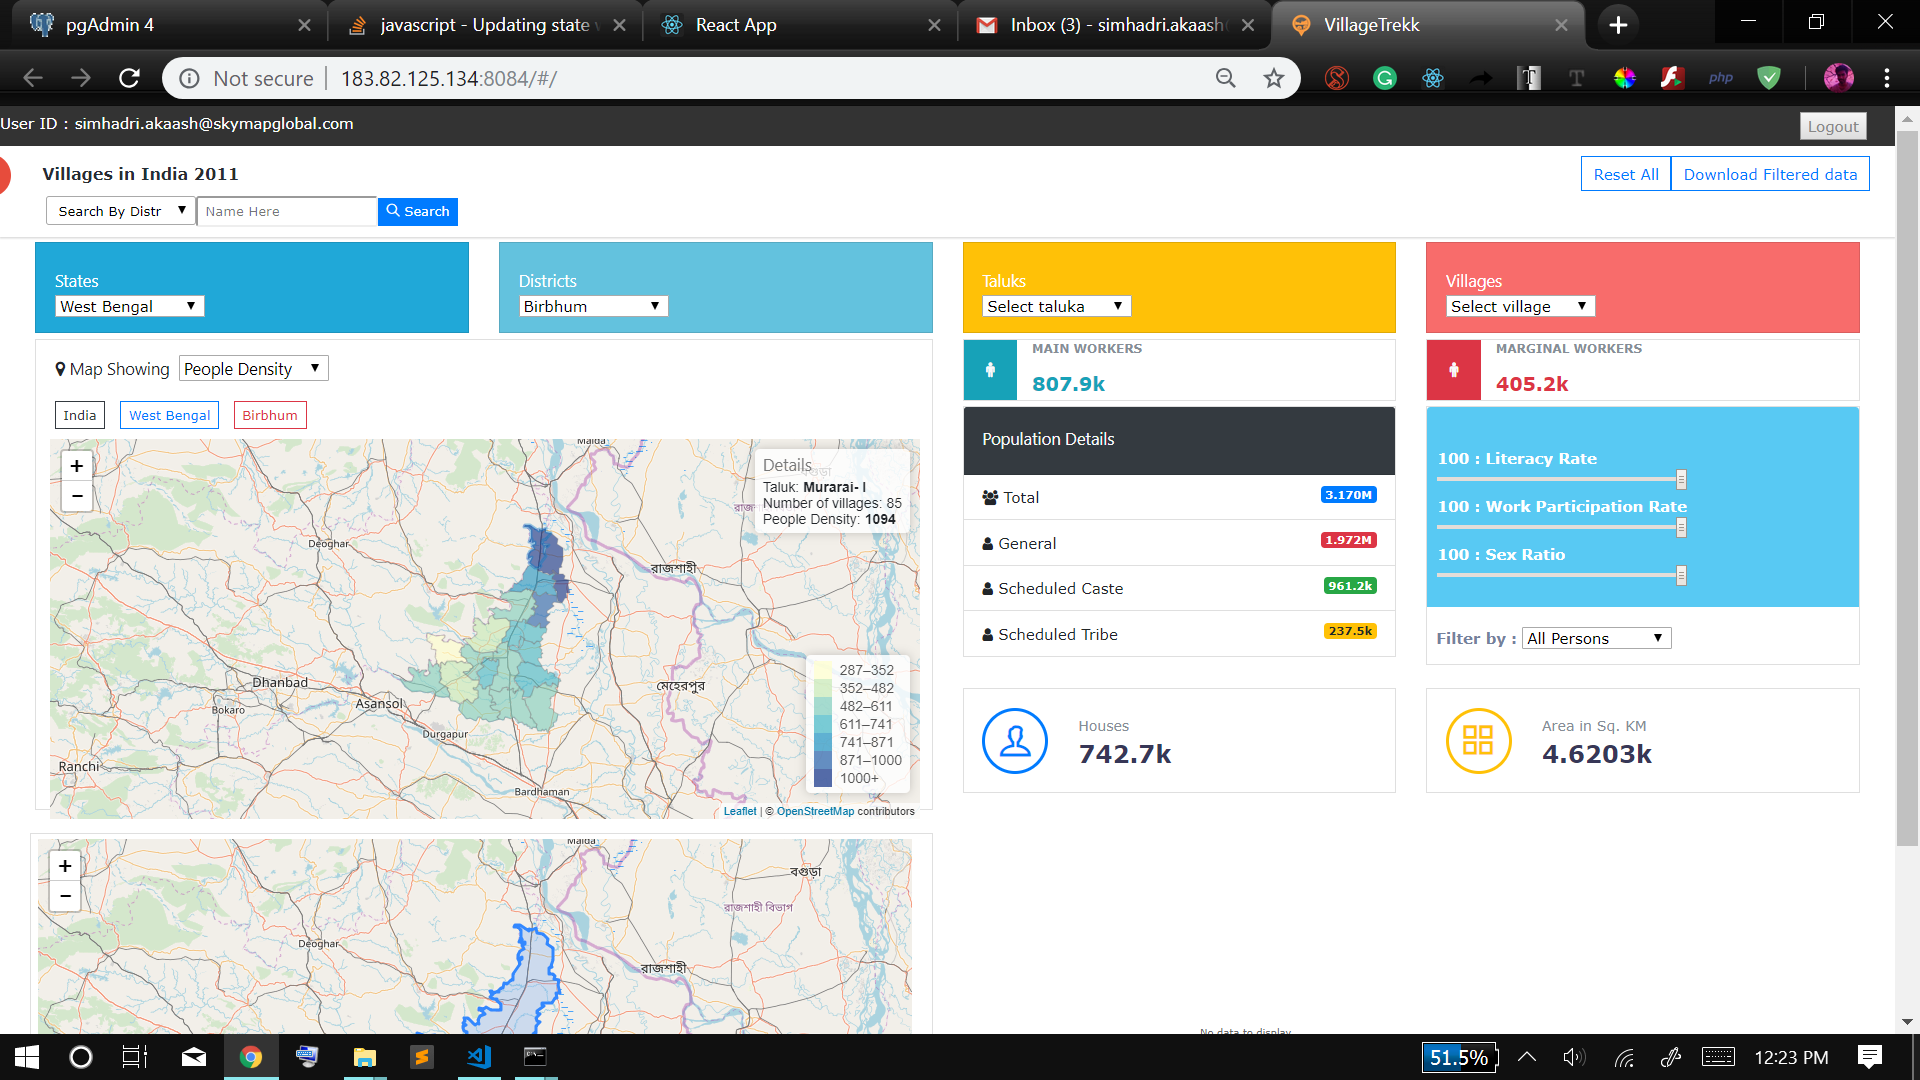 pgAdmin 4
javascript - Updating state
React App
Inbox (3) - simhadri.akaash
VillageTrekk
Not secure
183.82.125.134:8084/#/
php
User ID : simhadri.akaash@skymapglobal.com
Logout
Villages in India 2011
Reset All
Download Filtered data
Search By Distr
Name Here
Search
States
West Bengal
Districts
Birbhum
Taluks
Select taluka
Villages
Select village
Map Showing
People Density
India
West Bengal
Birbhum
+
−
Details
Taluk: Murarai- I
Number of villages: 85
People Density: 1094
Maida
Deoghar
রাজশাহী
Dhanbad
Bokaro
Asansol
মেহেরপুর
Durgapur
Ranchi
Bardhaman
287–352
352–482
482–611
611–741
741–871
871–1000
1000+
Leaflet | © OpenStreetMap contributors
MAIN WORKERS
807.9k
MARGINAL WORKERS
405.2k
Population Details
Total
3.170M
General
1.972M
Scheduled Caste
961.2k
Scheduled Tribe
237.5k
100 : Literacy Rate
100 : Work Participation Rate
100 : Sex Ratio
Filter by :
All Persons
Houses
742.7k
Area in Sq. KM
4.6203k
+
−
Maida
বগুড়া
রাজশাহী বিভাগ
Deoghar
রাজশাহী
No data to display
51.5%
12:23 PM